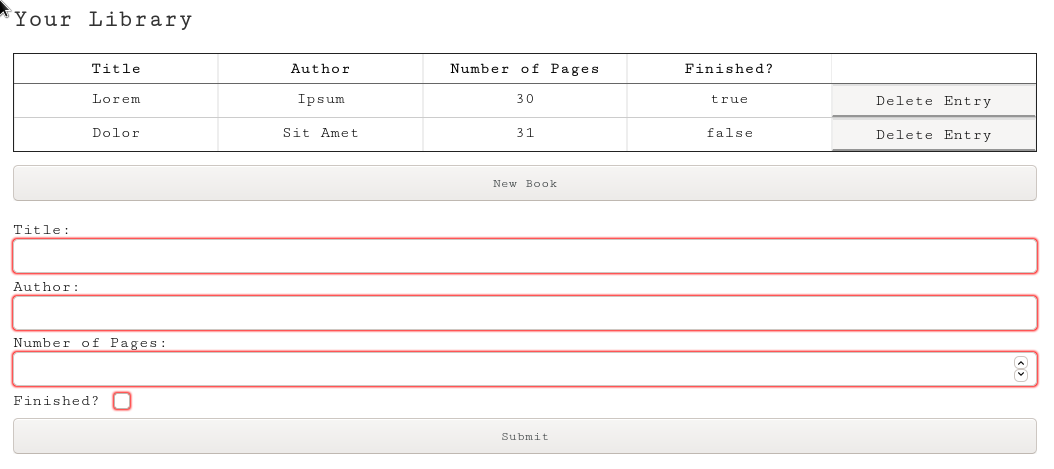 Your Library
Title Author Number of Pages Finished?
Lorem Ipsum 30 true Delete Entry
Dolor Sit Amet 31 false Delete Entry
New Book
Title:
Author:
Number of Pages:
Finished?
Submit